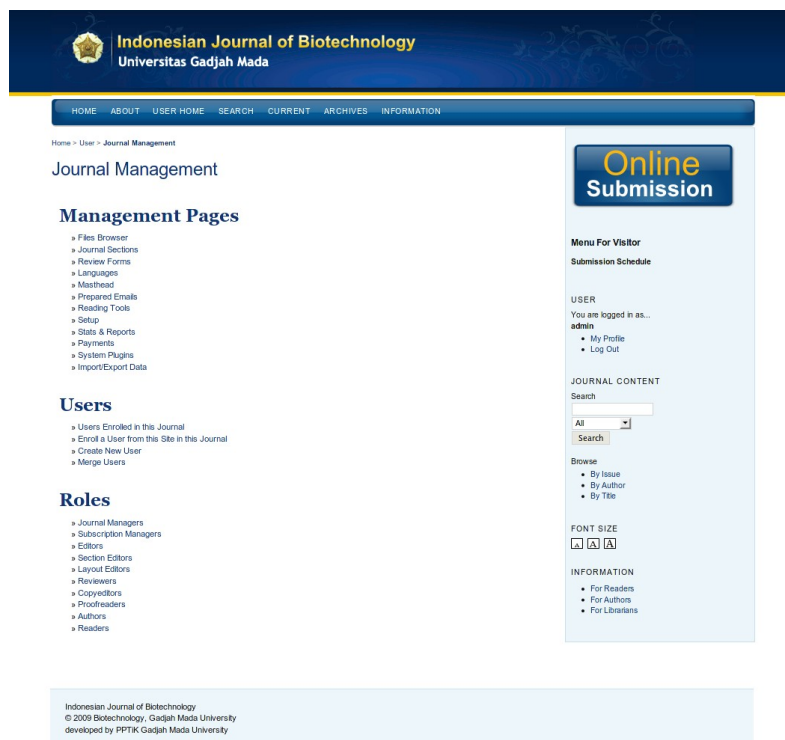 Indonesian Journal of Biotechnology
Universitas Gadjah Mada
HOME ABOUT USER HOME SEARCH CURRENT ARCHIVES INFORMATION
Home > User > Journal Management
Journal Management
Management Pages
» Files Browser
» Journal Sections
» Review Forms
» Languages
» Masthead
» Prepared Emails
» Reading Tools
» Setup
» Stats & Reports
» Payments
» System Plugins
» Import/Export Data
Users
» Users Enrolled in this Journal
» Enroll a User from this Site in this Journal
» Create New User
» Merge Users
Roles
» Journal Managers
» Subscription Managers
» Editors
» Section Editors
» Layout Editors
» Reviewers
» Copyeditors
» Proofreaders
» Authors
» Readers
Online
Submission
Menu For Visitor
Submission Schedule
USER
You are logged in as...
admin
• My Profile
• Log Out
JOURNAL CONTENT
Search
All
Search
Browse
• By Issue
• By Author
• By Title
FONT SIZE
A A A
INFORMATION
• For Readers
• For Authors
• For Librarians
Indonesian Journal of Biotechnology
© 2009 Biotechnology, Gadjah Mada University
developed by PPTiK Gadjah Mada University